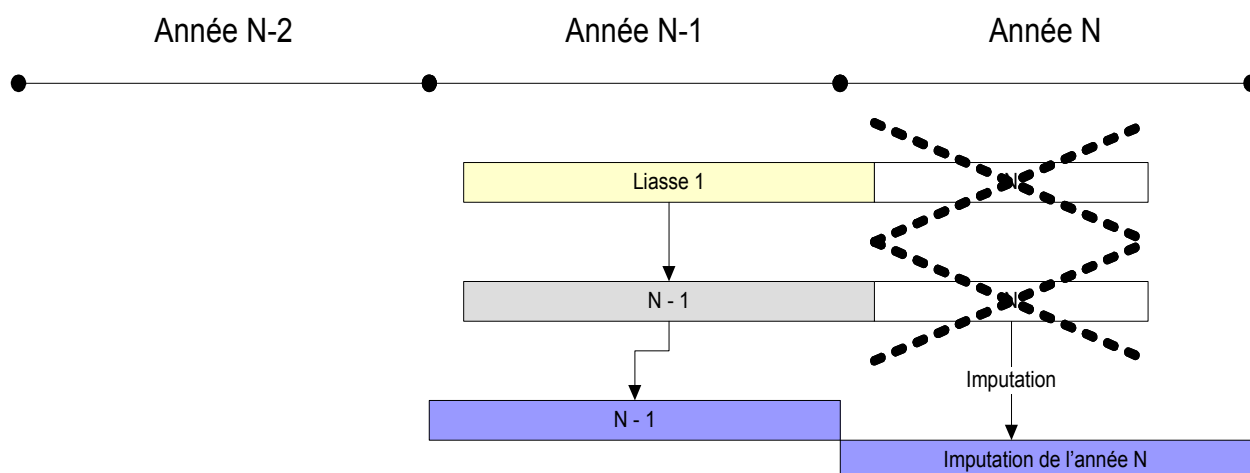 Année N-2
Année N-1
Année N
Liasse 1
N
N - 1
N
Imputation
N - 1
Imputation de l'année N